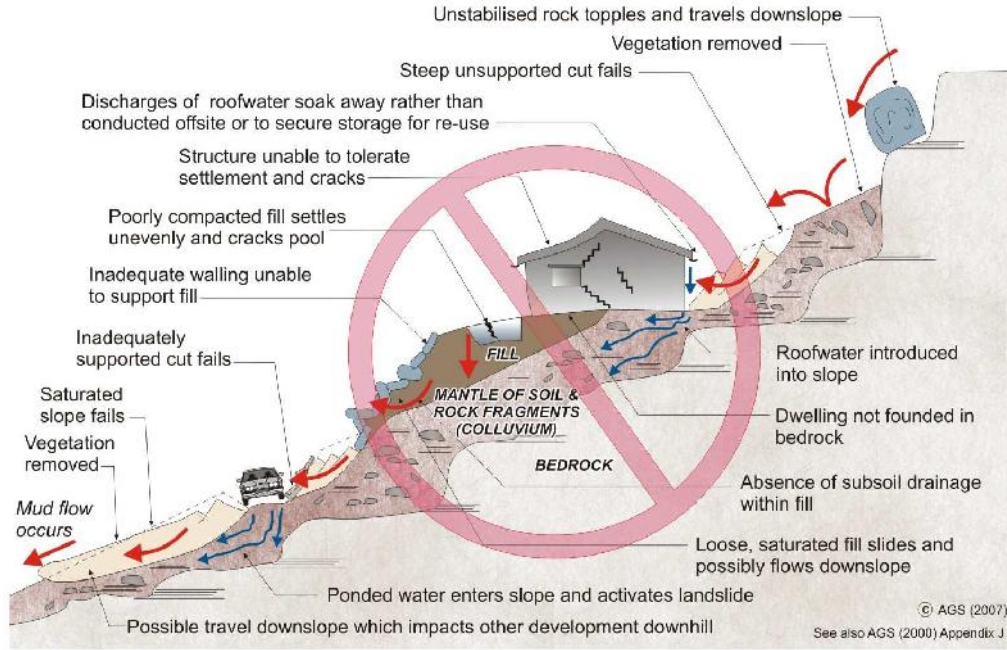 Unstabilised rock topples and travels downslope
Vegetation removed
Steep unsupported cut fails
Discharges of roofwater soak away rather than
conducted offsite or to secure storage for re-use
Structure unable to tolerate
settlement and cracks
Poorly compacted fill settles
unevenly and cracks pool
Inadequate walling unable
to support fill
Inadequately
supported cut fails
Saturated
slope fails
Vegetation
removed
Mud flow
occurs
FILL
MANTLE OF SOIL &
ROCK FRAGMENTS
(COLLUVIUM)
BEDROCK
Roofwater introduced
into slope
Dwelling not founded in
bedrock
Absence of subsoil drainage
within fill
Loose, saturated fill slides and
possibly flows downslope
Ponded water enters slope and activates landslide
Possible travel downslope which impacts other development downhill
© AGS (2007)
See also AGS (2000) Appendix J